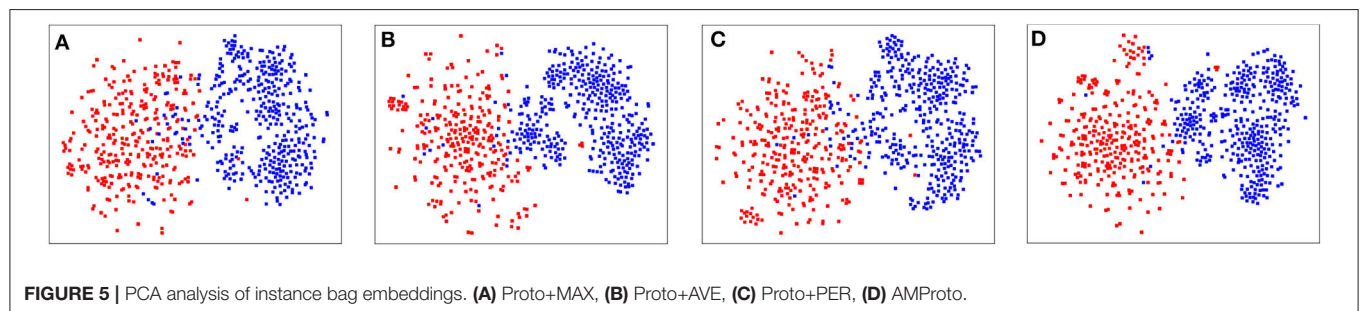 A
B
C
D
FIGURE 5 | PCA analysis of instance bag embeddings. (A) Proto+MAX, (B) Proto+AVE, (C) Proto+PER, (D) AMProto.